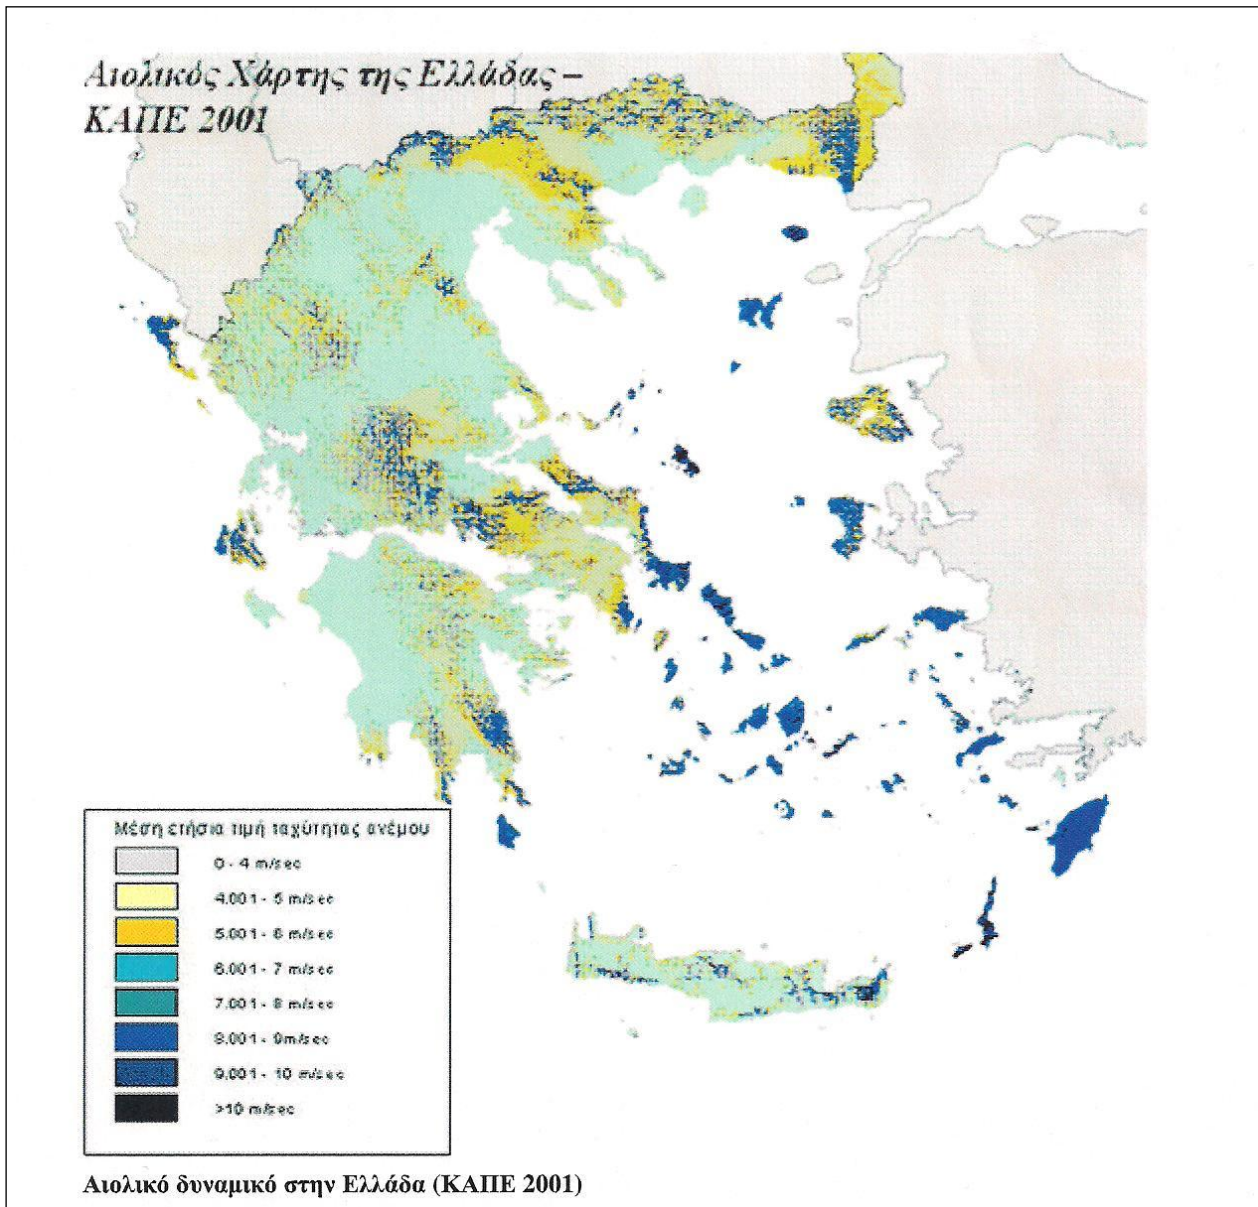 Αιολικός Χάρτης της Ελλάδας –
ΚΑΠΕ 2001
Μέση ετήσια τιμή ταχύτητας ανέμου
0 - 4 m/sec
4.001 - 5 m/sec
5.001 - 6 m/sec
6.001 - 7 m/sec
7.001 - 8 m/sec
8.001 - 9m/sec
9.001 - 10 m/sec
>10 m/sec
Αιολικό δυναμικό στην Ελλάδα (ΚΑΠΕ 2001)